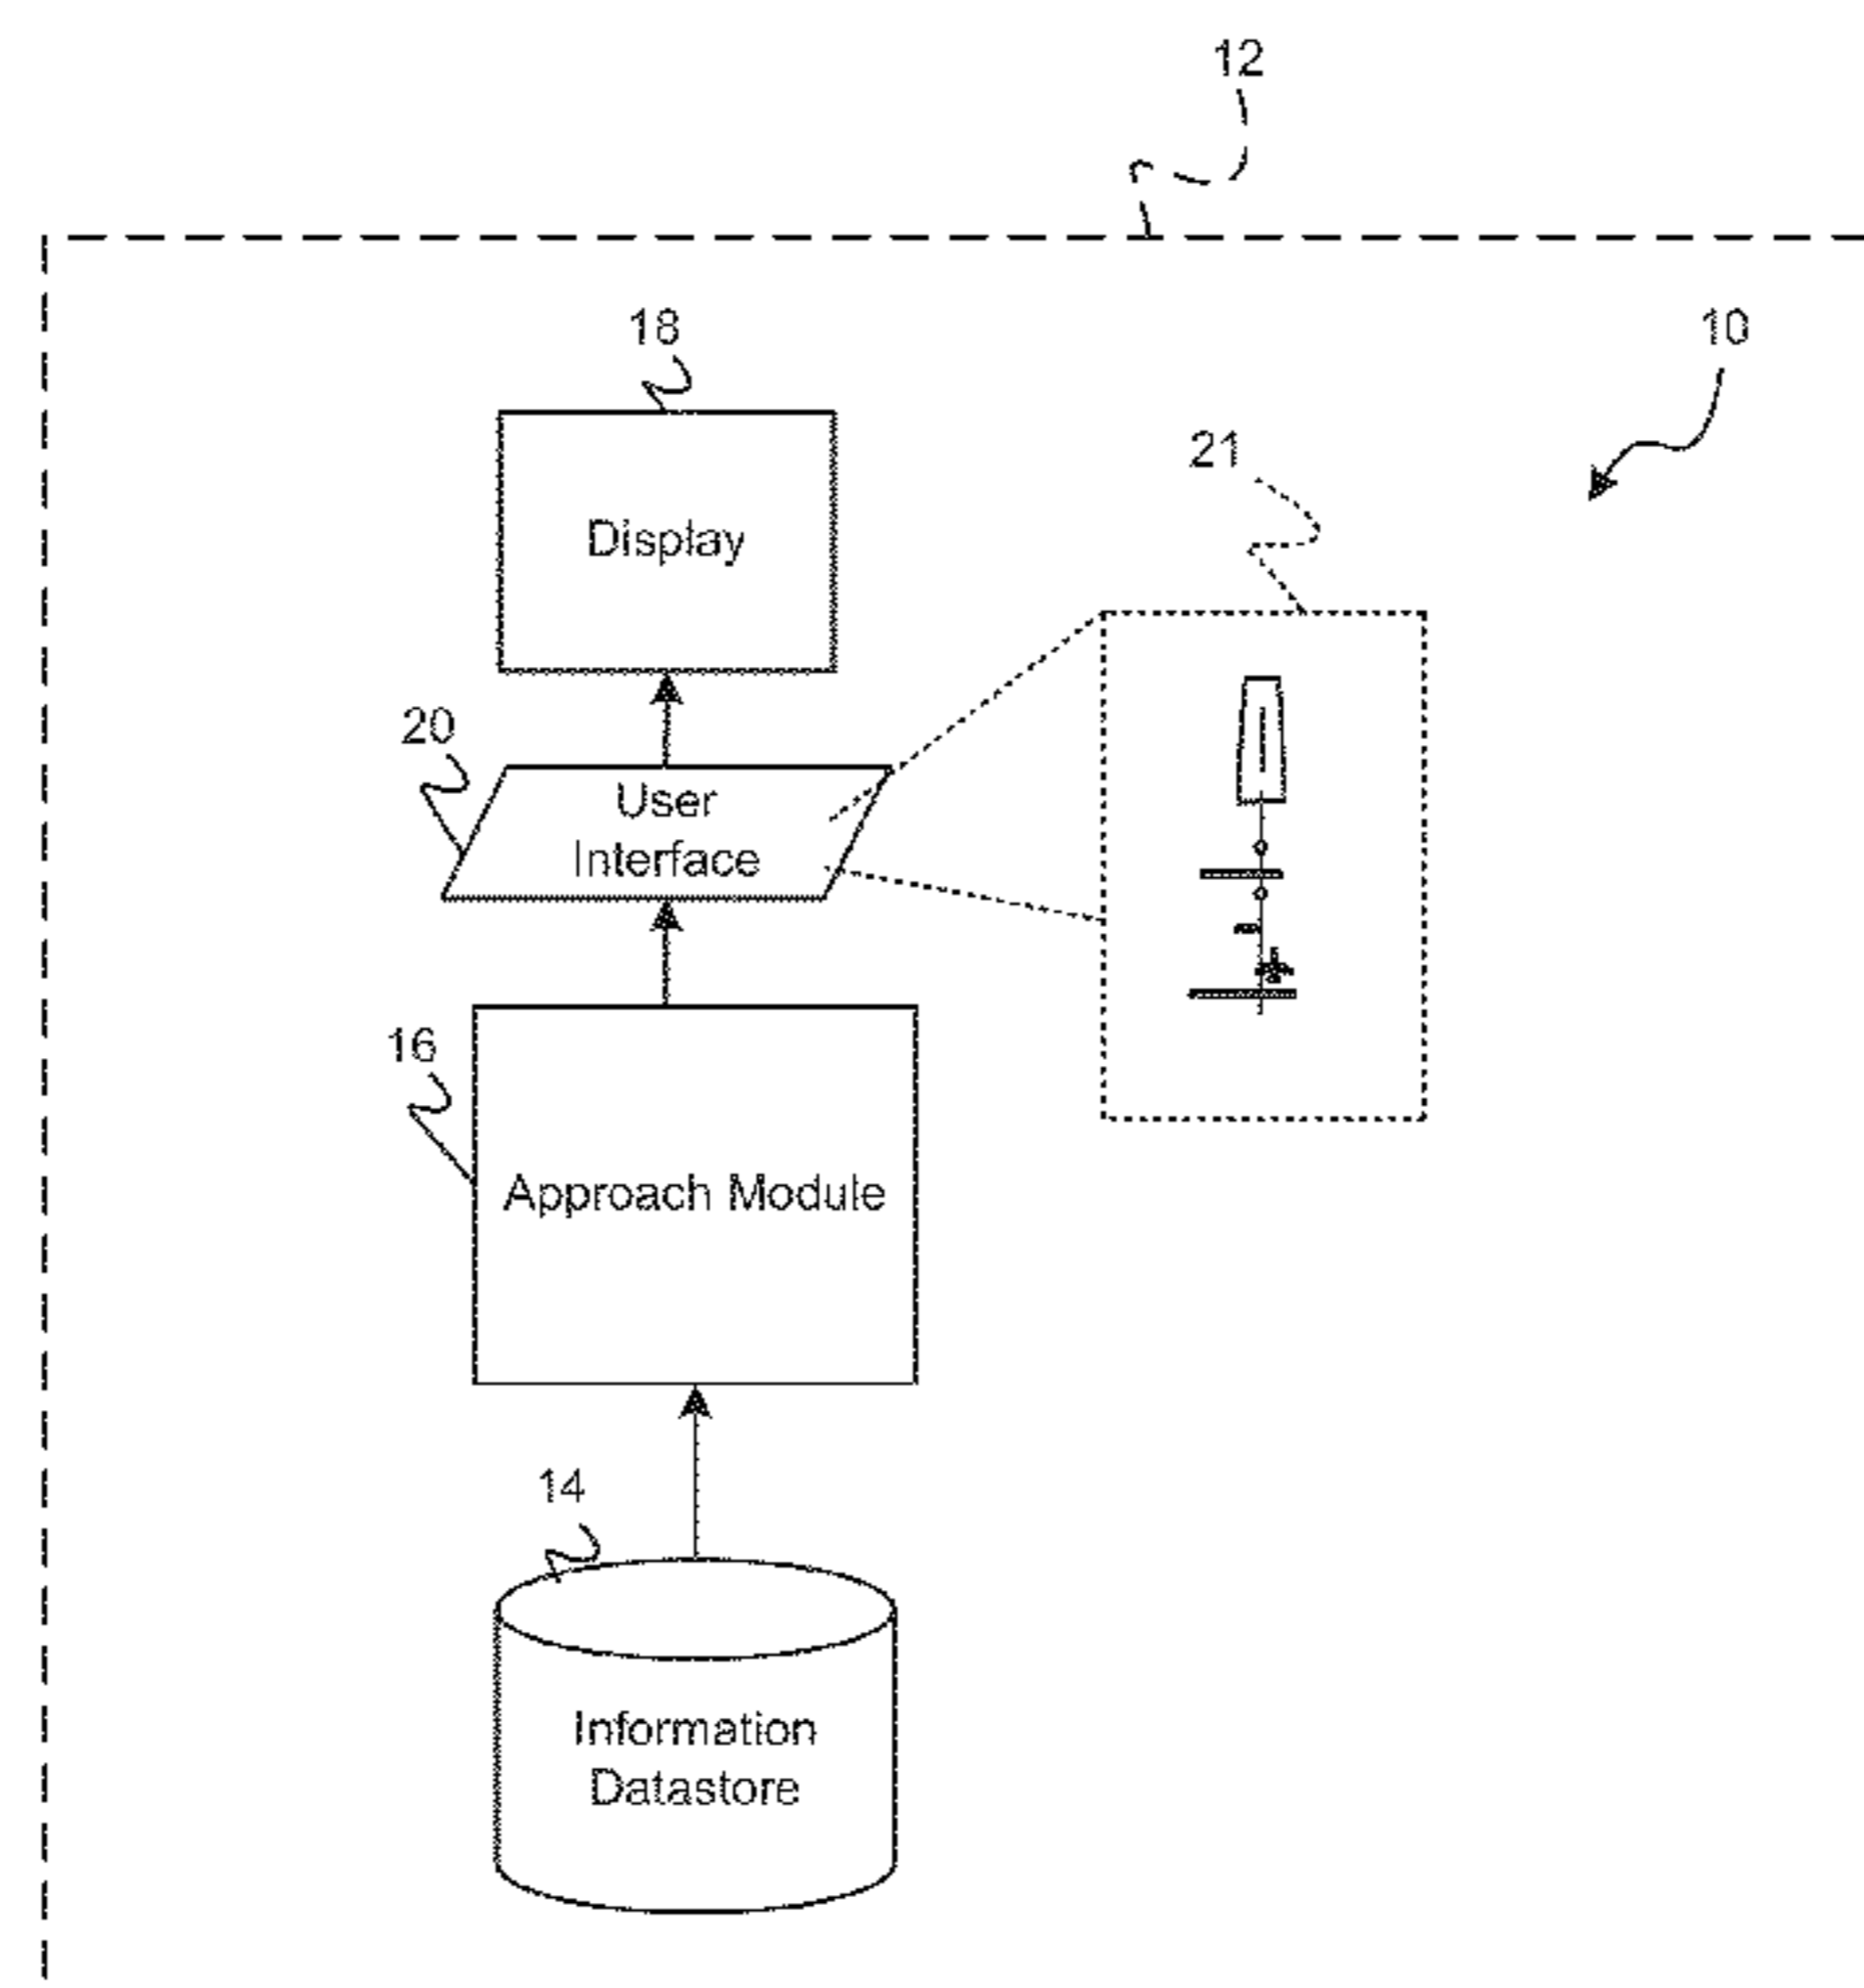 12
18
10
21
Display
20
User
Interface
16
Approach Module
14
Information
Datastore